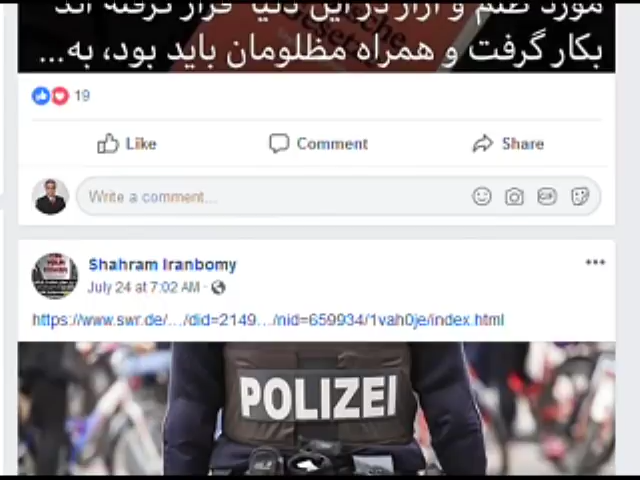 مورد ظلم و آزار در این دنیا قرار گرفته اند
بکار گرفت و همراه مظلومان باید بود، به...
19
Like
Comment
Share
Write a comment...
GIF
Shahram Iranbomy
July 24 at 7:02 AM ·
https://www.swr.de/.../did=2149.../nid=659934/1vah0je/index.html
POLIZEI